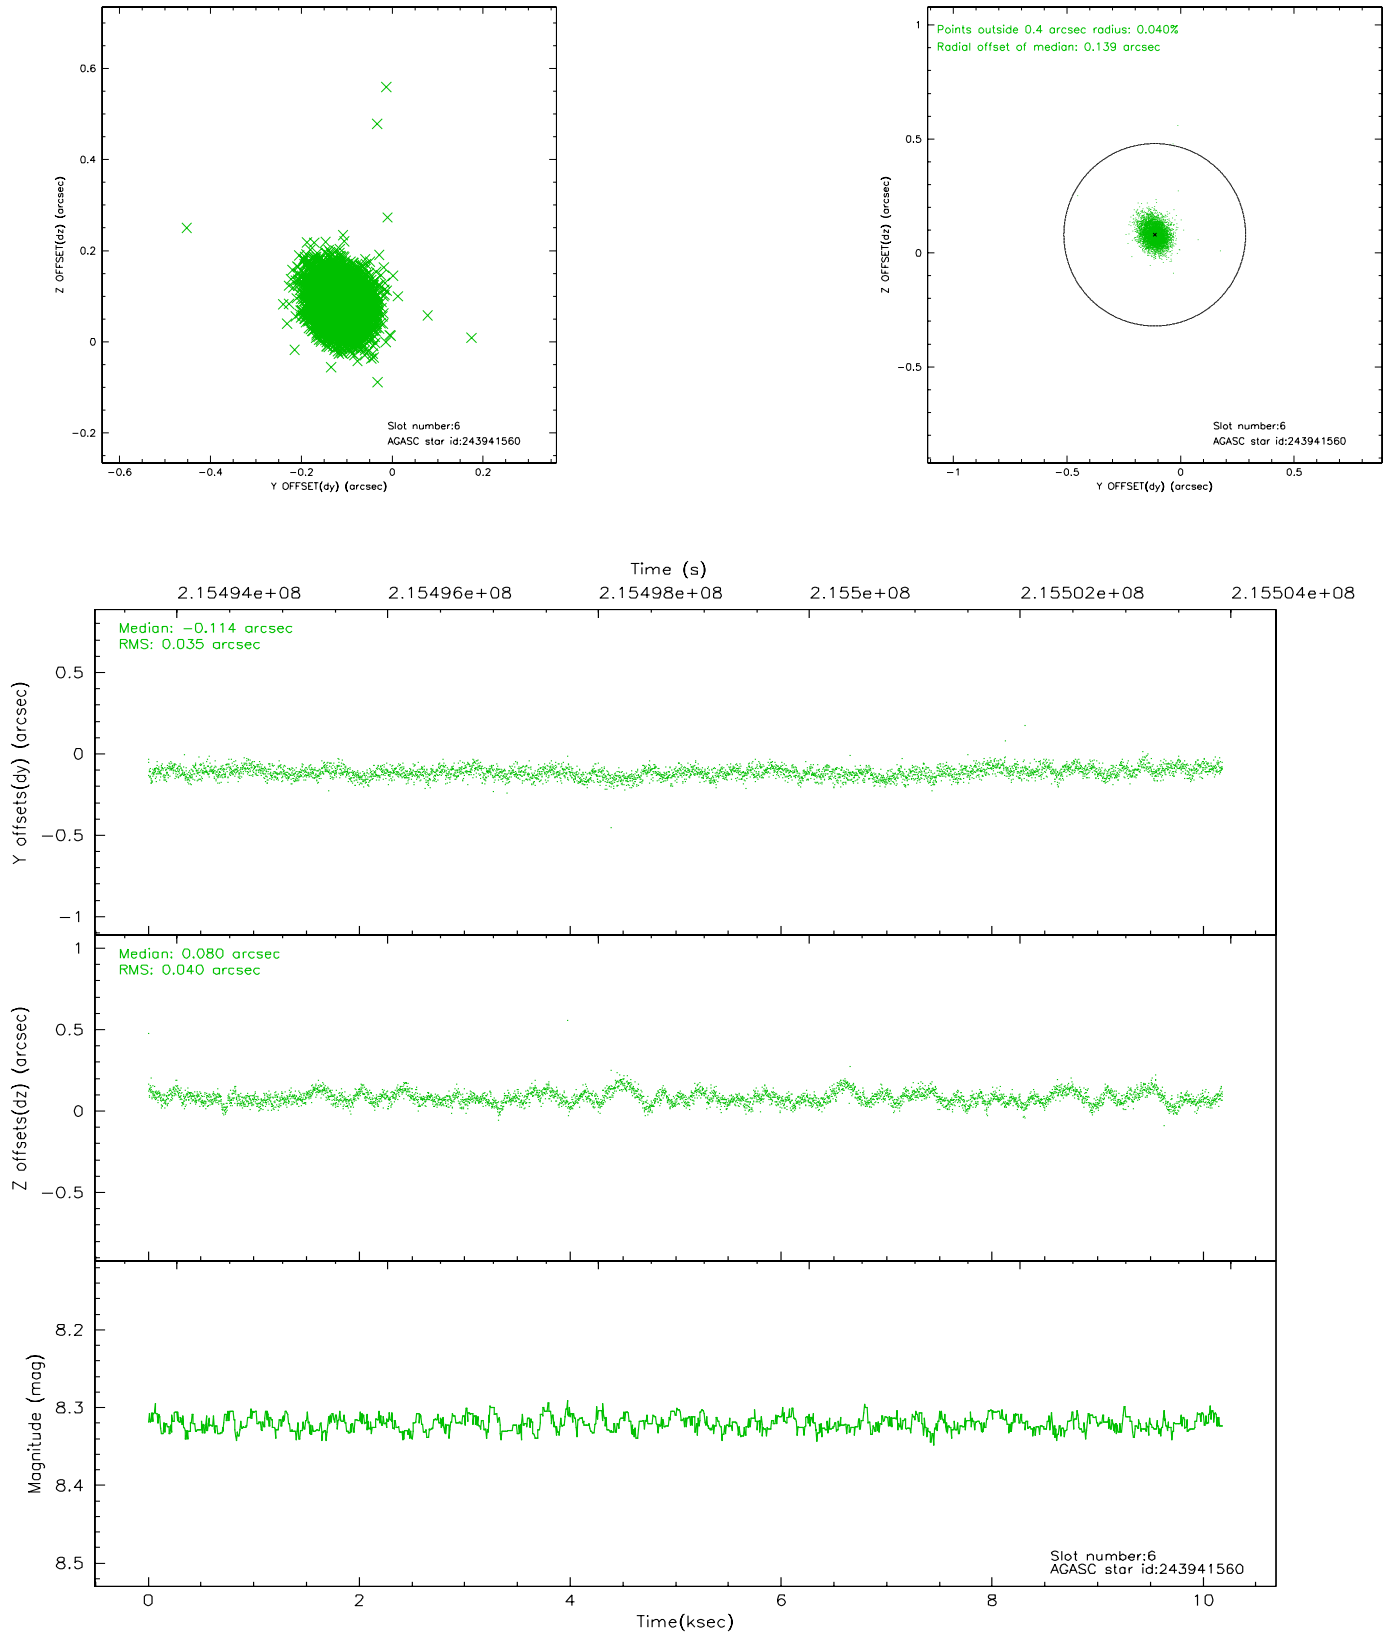 0.6
0.4
0.2
0
−0.2
−0.6
−0.4
−0.2
0
0.2
Z OFFSET(dz) (arcsec)
Y OFFSET(dy) (arcsec)
Slot number:6
AGASC star id:243941560
Points outside 0.4 arcsec radius: 0.040%
Radial offset of median: 0.139 arcsec
1
0.5
0
−0.5
−1
−0.5
0
0.5
Z OFFSET(dz) (arcsec)
Y OFFSET(dy) (arcsec)
Slot number:6
AGASC star id:243941560
Time (s)
2.15494e+08 2.15496e+08 2.15498e+08 2.155e+08 2.15502e+08 2.15504e+08
Median: −0.114 arcsec
RMS: 0.035 arcsec
0.5
0
−0.5
−1
Y offsets(dy) (arcsec)
Median: 0.080 arcsec
RMS: 0.040 arcsec
1
0.5
0
−0.5
Z offsets(dz) (arcsec)
8.2
8.3
8.4
8.5
Magnitude (mag)
Slot number:6
AGASC star id:243941560
0 2 4 6 8 10
Time(ksec)